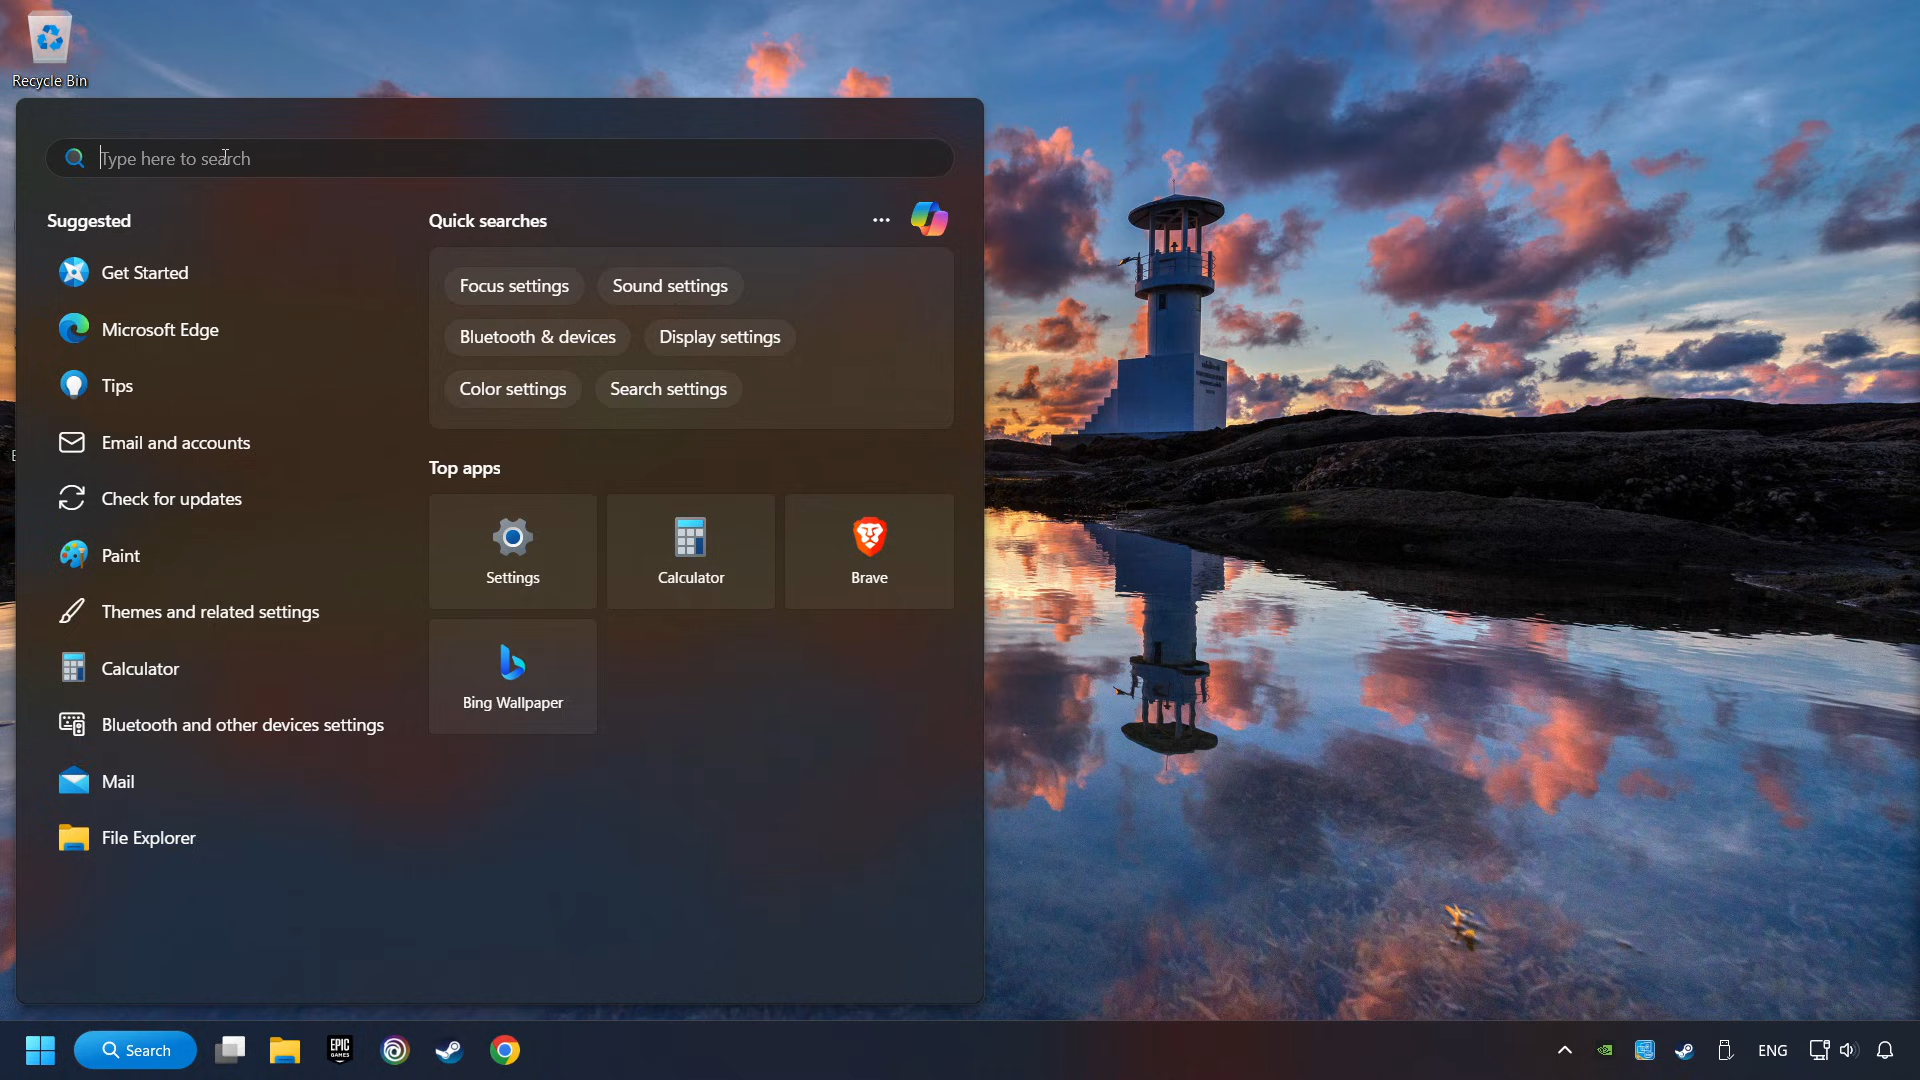 Recycle Bin
Type here to search
Suggested
Get Started
Microsoft Edge
Tips
Email and accounts
Check for updates
Paint
Themes and related settings
Calculator
Bluetooth and other devices settings
Mail
File Explorer
Quick searches
Focus settings
Sound settings
Bluetooth & devices
Display settings
Color settings
Search settings
Top apps
Settings
Calculator
Brave
Bing Wallpaper
Search
EPIC
GAMES
ENG